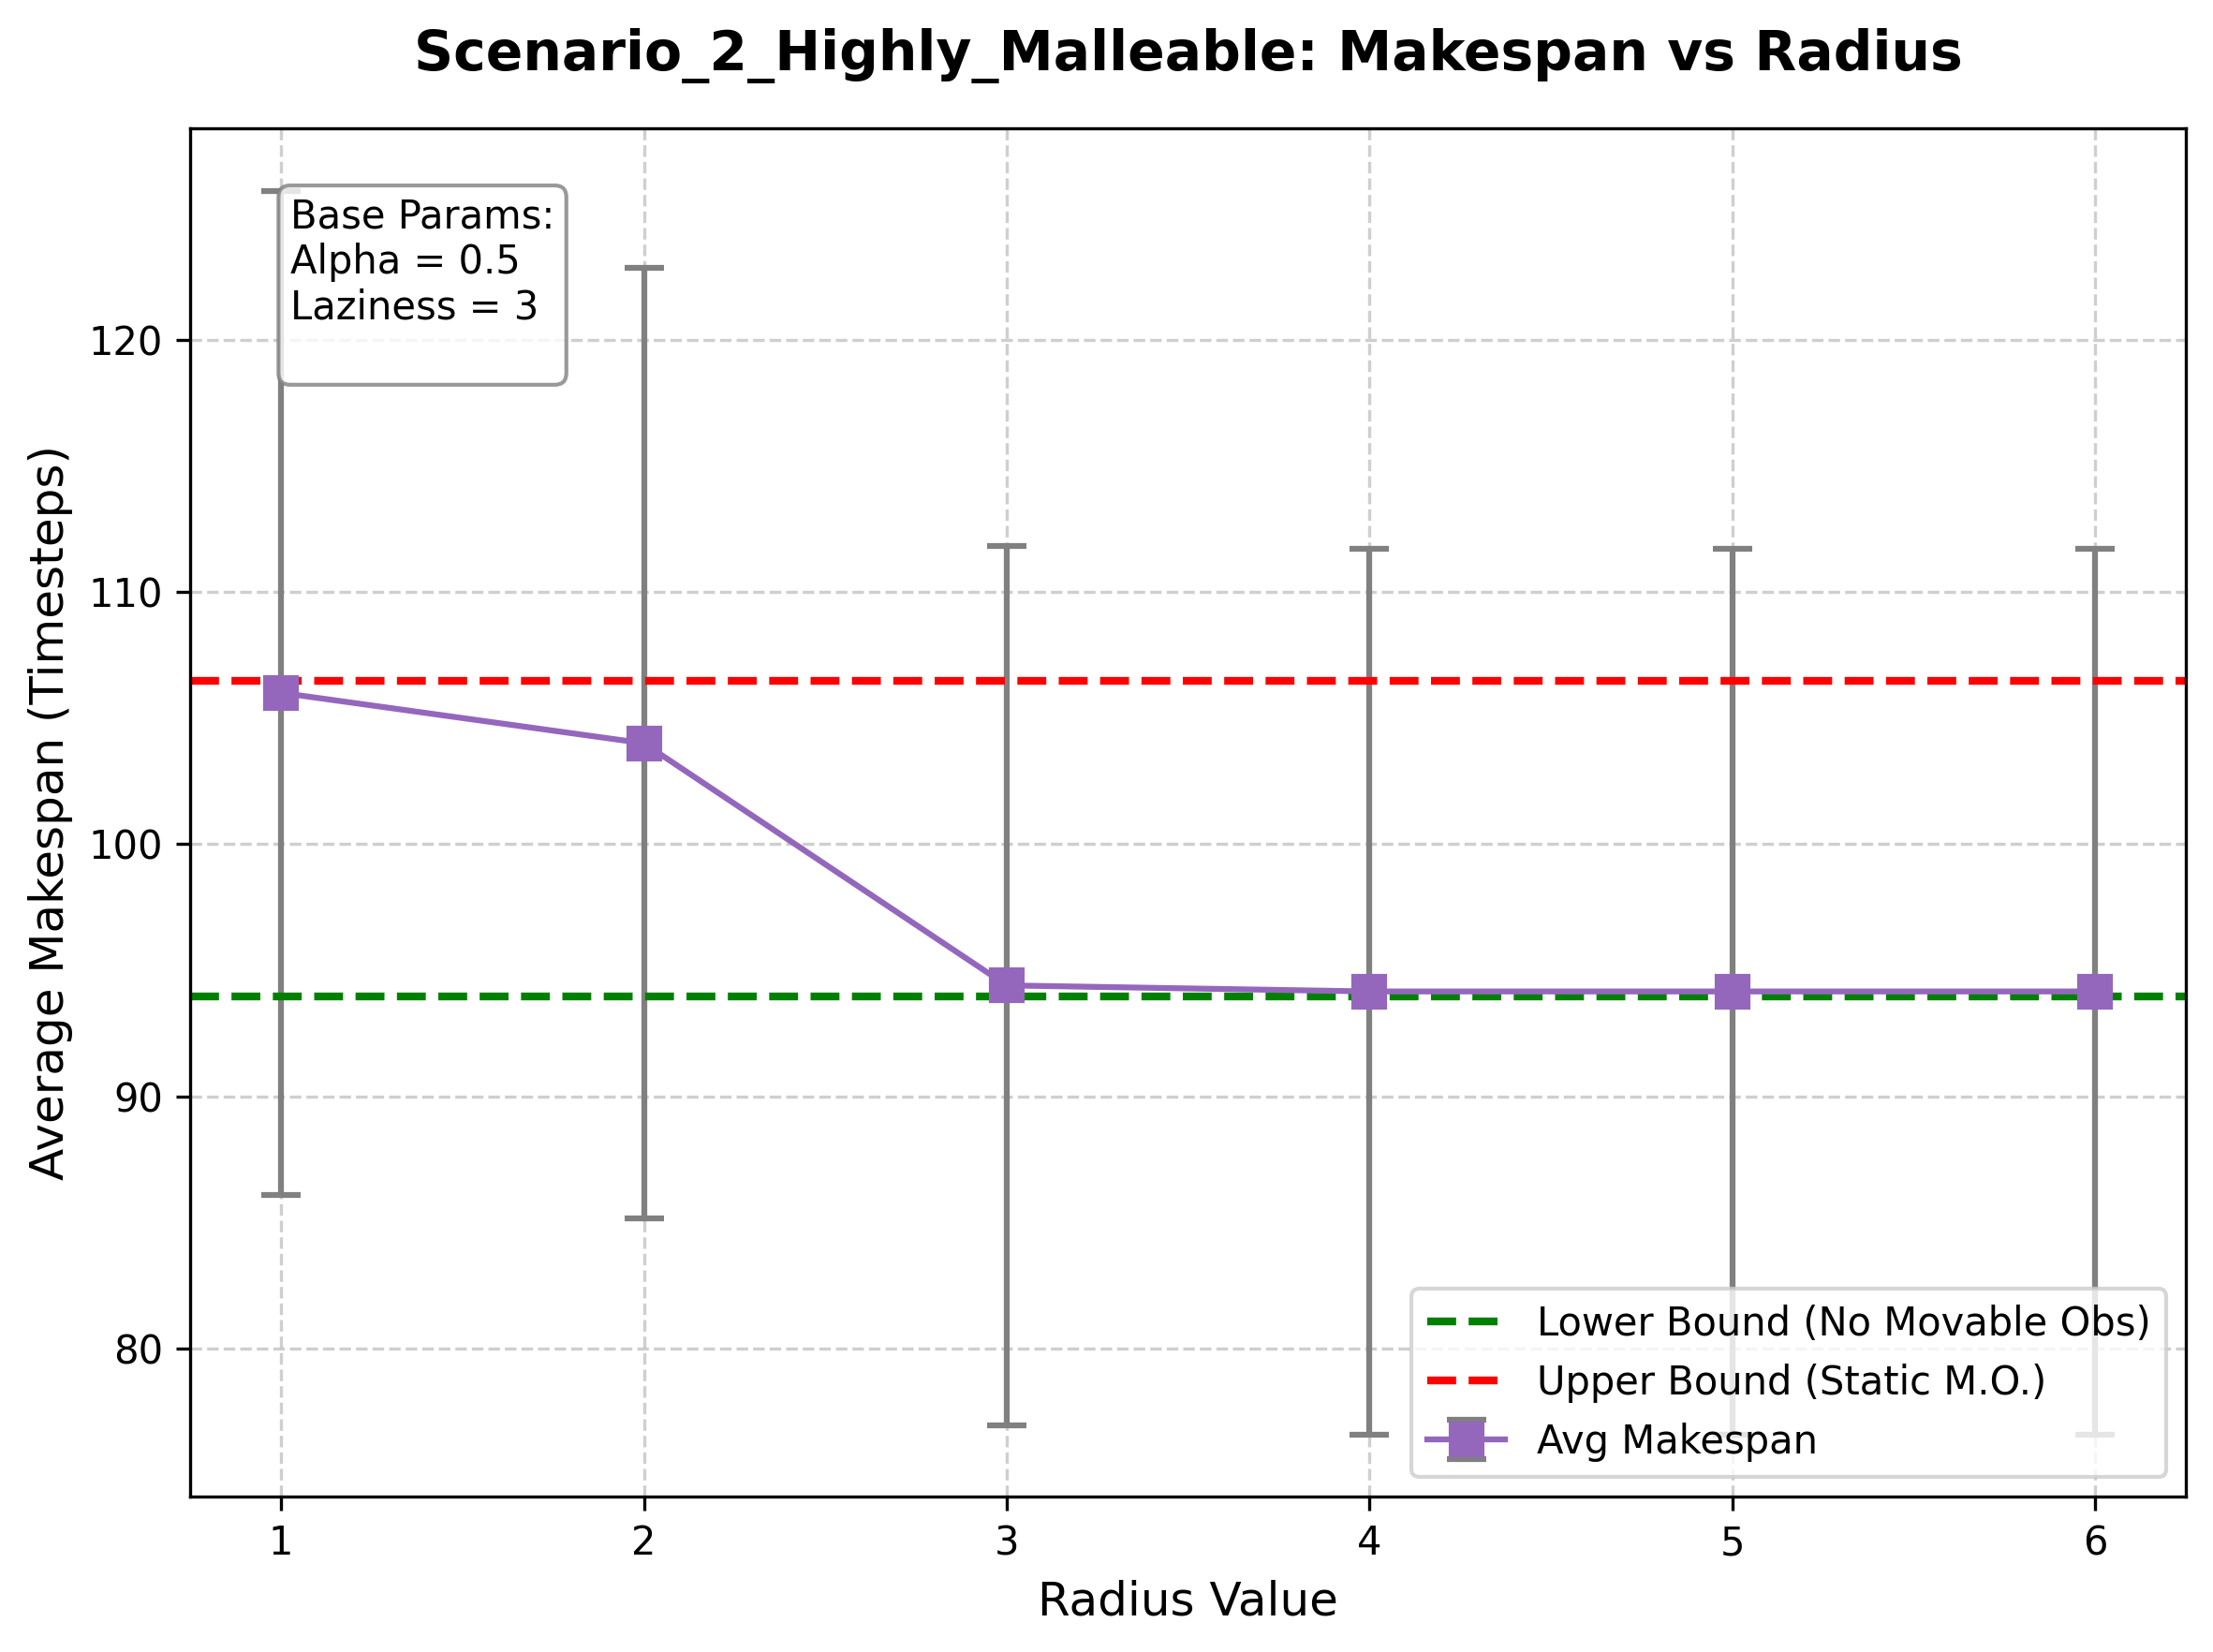 Scenario_2_Highly_Malleable: Makespan vs Radius
Base Params:
Alpha = 0.5
Laziness = 3
120
110
100
90
80
Average Makespan (Timesteps)
Lower Bound (No Movable Obs)
Upper Bound (Static M.O.)
Avg Makespan
1 2 3 4 5 6
Radius Value